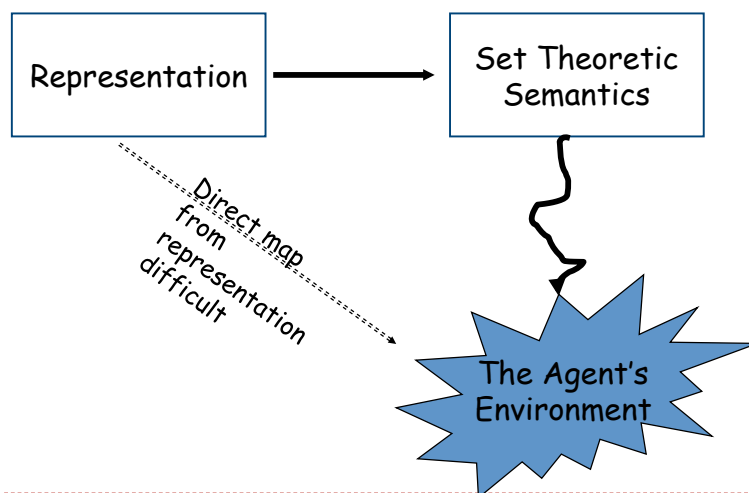 Representation
Set Theoretic
Semantics
Direct map
from
representation
difficult
The Agent's
Environment